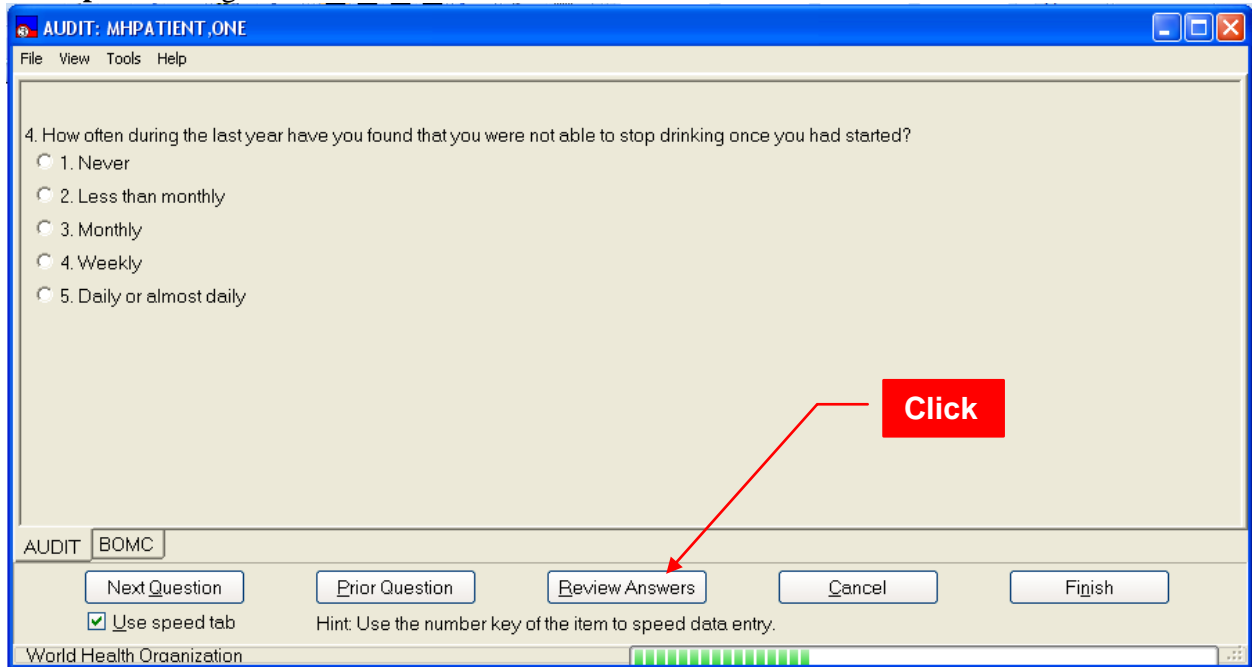 AUDIT: MHPATIENT,ONE
File View Tools Help
4. How often during the last year have you found that you were not able to stop drinking once you had started?
1. Never
2. Less than monthly
3. Monthly
4. Weekly
5. Daily or almost daily
Click
AUDIT BOMC
Next Question Prior Question Review Answers Cancel Finish
Use speed tab Hint: Use the number key of the item to speed data entry.
World Health Organization